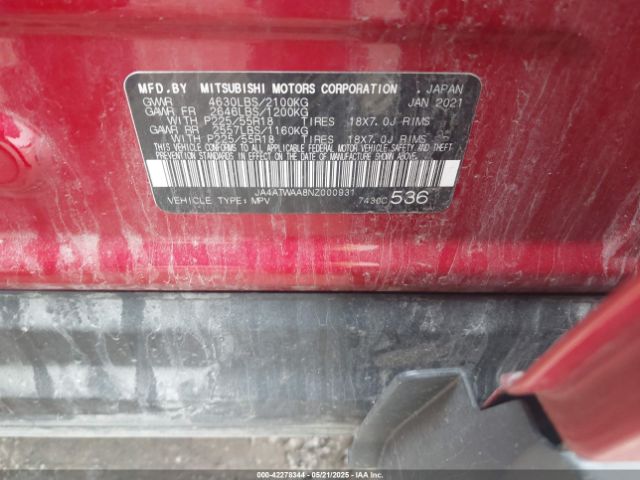 MFD.BY MITSUBISHI MOTORS CORPORATION . JAPAN
GVWR 4630LBS/2100KG JAN 2021
GAWR FR 2646LBS/1200KG
WITH P225/55R18 TIRES 18X7.0J RIMS
GAWR RR 2557LBS/1160KG
WITH P225/55R18 TIRES 18X7.0J RIMS
THIS VEHICLE CONFORMS TO ALL APPLICABLE FEDERAL MOTOR VEHICLE SAFETY AND THEFT
PREVENTION STANDARDS IN EFFECT ON THE DATE OF MANUFACTURE SHOWN ABOVE.
JA4ATWAA8NZ000931
VEHICLE TYPE: MPV 7430C 536
000-42278344 - 05/21/2025 - IAAI Customer